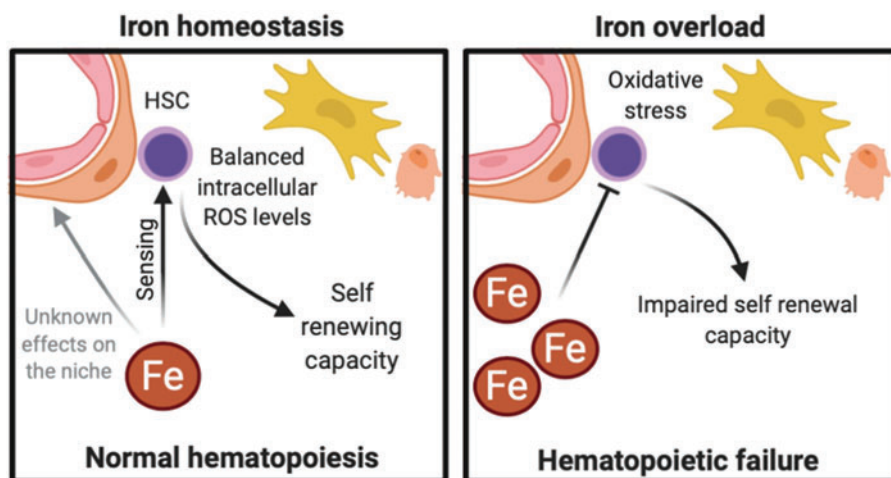 Iron homeostasis
HSC
Balanced
intracellular
ROS levels
Sensing
Unknown
effects on
the niche
Fe
Self
renewing
capacity
Normal hematopoiesis
Iron overload
Oxidative
stress
Fe
Fe
Fe
Impaired self renewal
capacity
Hematopoietic failure